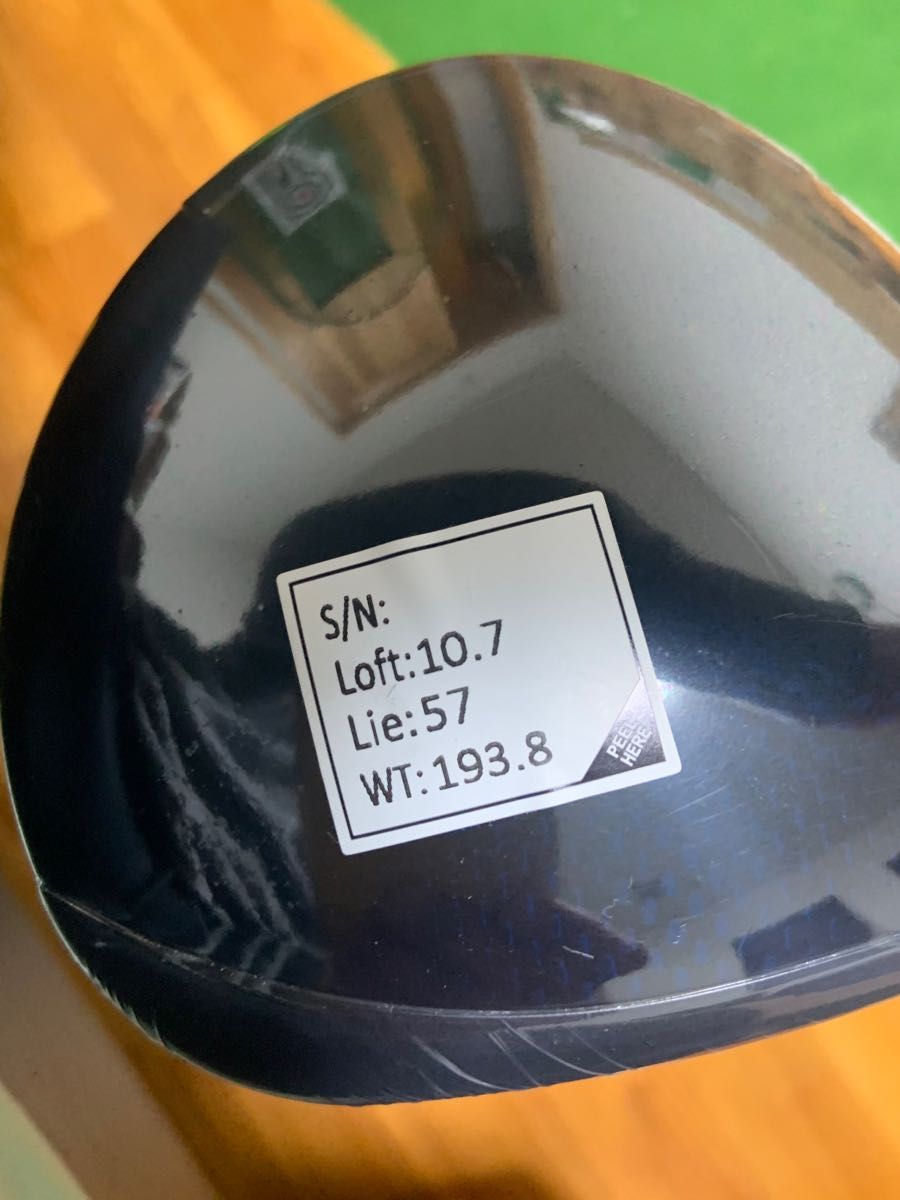 S/N:
Loft:10.7
Lie:57
WT:193.8
PEEL
HERE